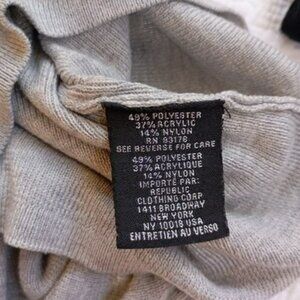 49% POLYESTER
37% ACRYLIC
14% NYLON
RN 93178
SEE REVERSE FOR CARE
49% POLYESTER
37% ACRYLIQUE
14% NYLON
IMPORTÉ PAR:
REPUBLIC
CLOTHING CORP
1411 BROADWAY
NEW YORK
NY 10018 USA
ENTRETIEN AU VERSO